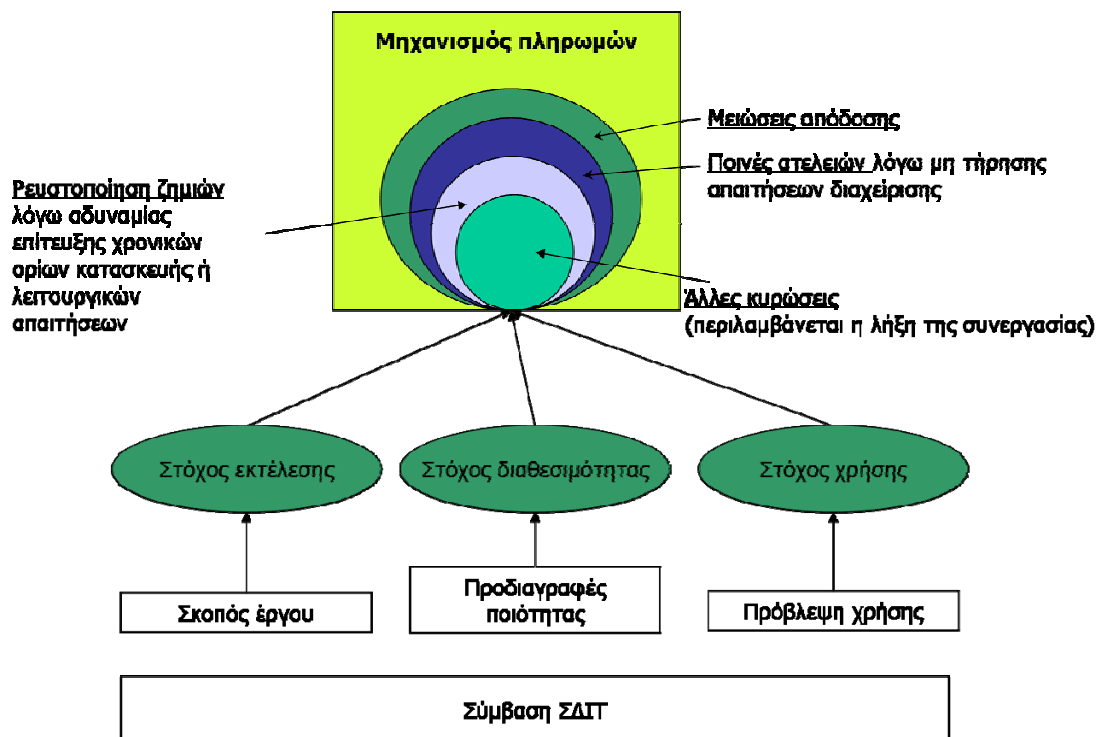 Μηχανισμός πληρωμών
Μειώσεις απόδοσης
Ποινές ατελειών λόγω μη τήρησης
απαιτήσεων διαχείρισης
Ρευστοποίηση ζημιών
λόγω αδυναμίας
επίτευξης χρονικών
ορίων κατασκευής ή
λειτουργικών
απαιτήσεων
Άλλες κυρώσεις
(περιλαμβάνεται η λήξη της συνεργασίας)
Στόχος εκτέλεσης
Στόχος διαθεσιμότητας
Στόχος χρήσης
Σκοπός έργου
Προδιαγραφές
ποιότητας
Πρόβλεψη χρήσης
Σύμβαση ΣΔΙΤ